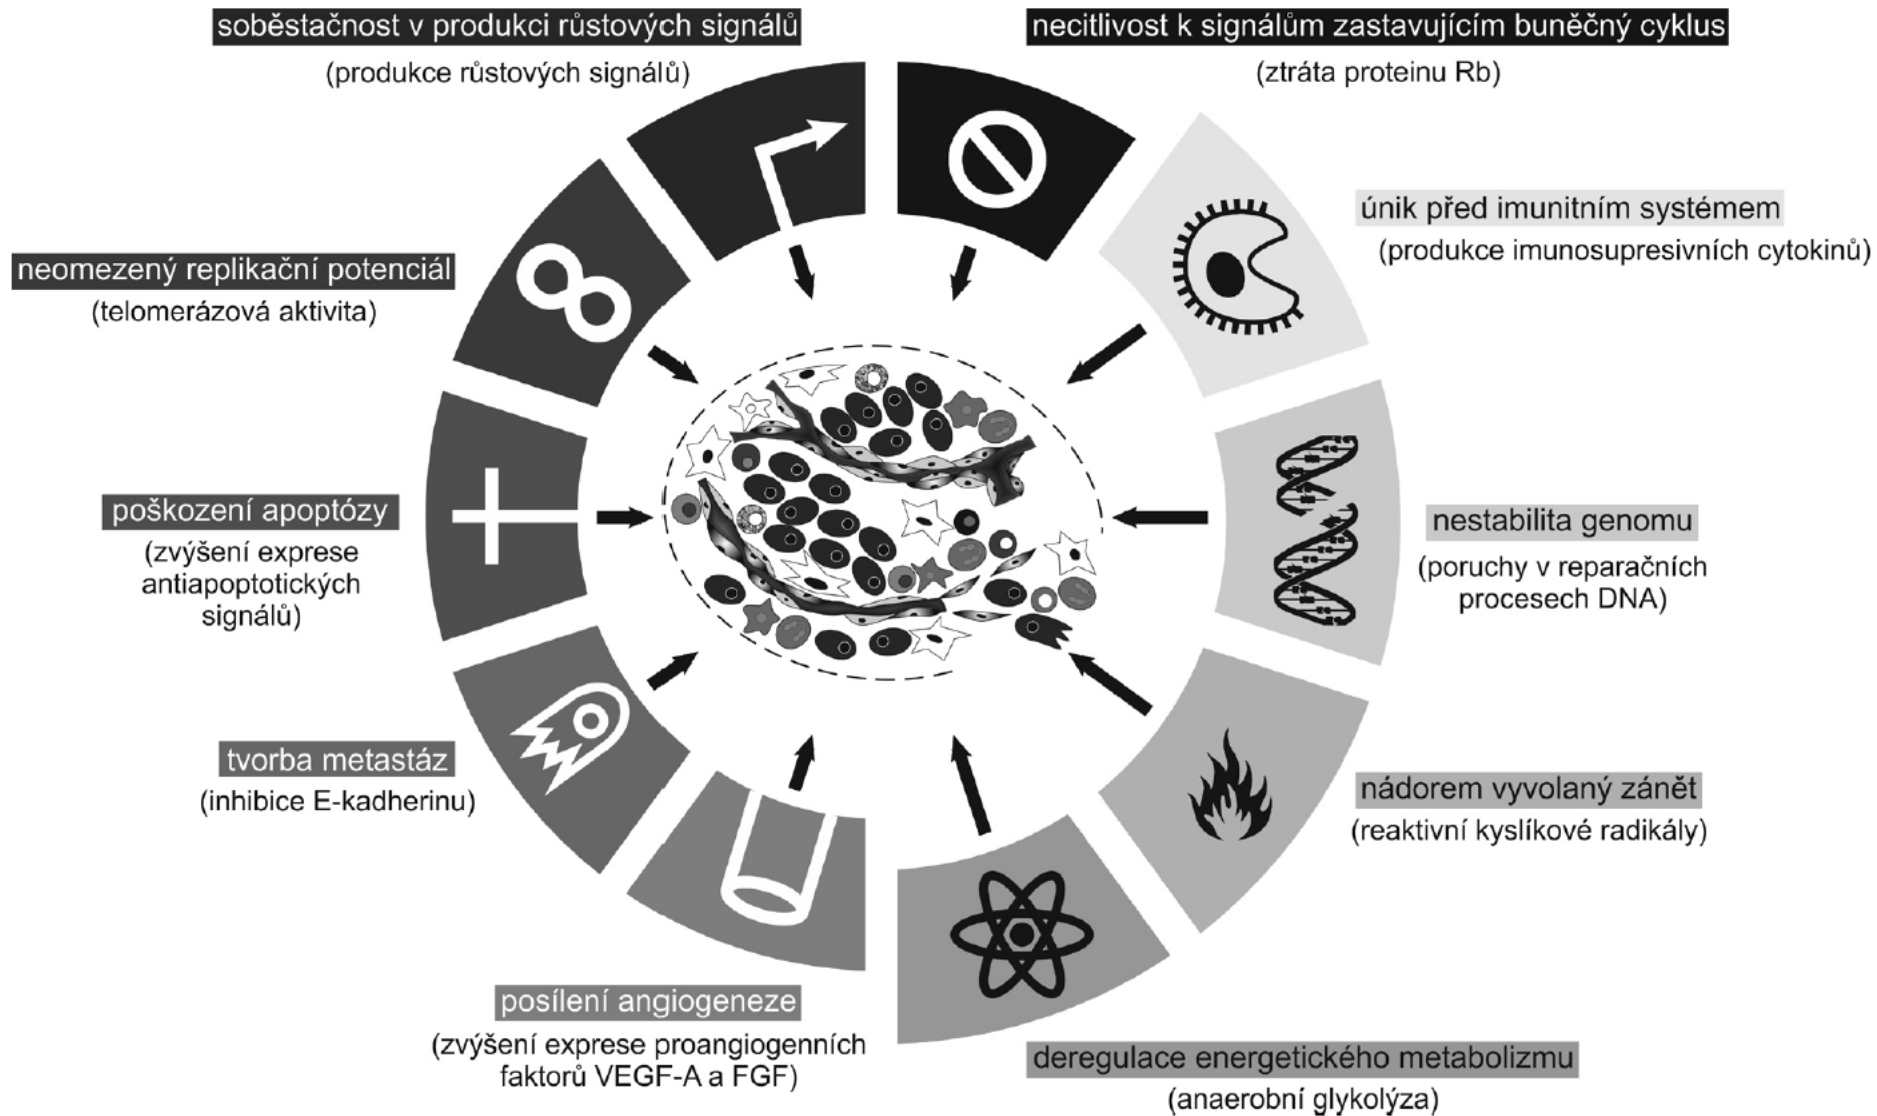 soběstačnost v produkci růstových signálů
(produkce růstových signálů)
necitlivost k signálům zastavujícím buněčný cyklus
(ztráta proteinu Rb)
únik před imunitním systémem
(produkce imunosupresivních cytokinů)
neomezený replikační potenciál
(telomerázová aktivita)
poškození apoptózy
(zvýšení exprese
antiapoptotických
signálů)
nestabilita genomu
(poruchy v reparačních
procesech DNA)
tvorba metastáz
(inhibice E-kadherinu)
nádorem vyvolaný zánět
(reaktivní kyslíkové radikály)
posílení angiogeneze
(zvýšení exprese proangiogenních
faktorů VEGF-A a FGF)
deregulace energetického metabolizmu
(anaerobní glykolýza)